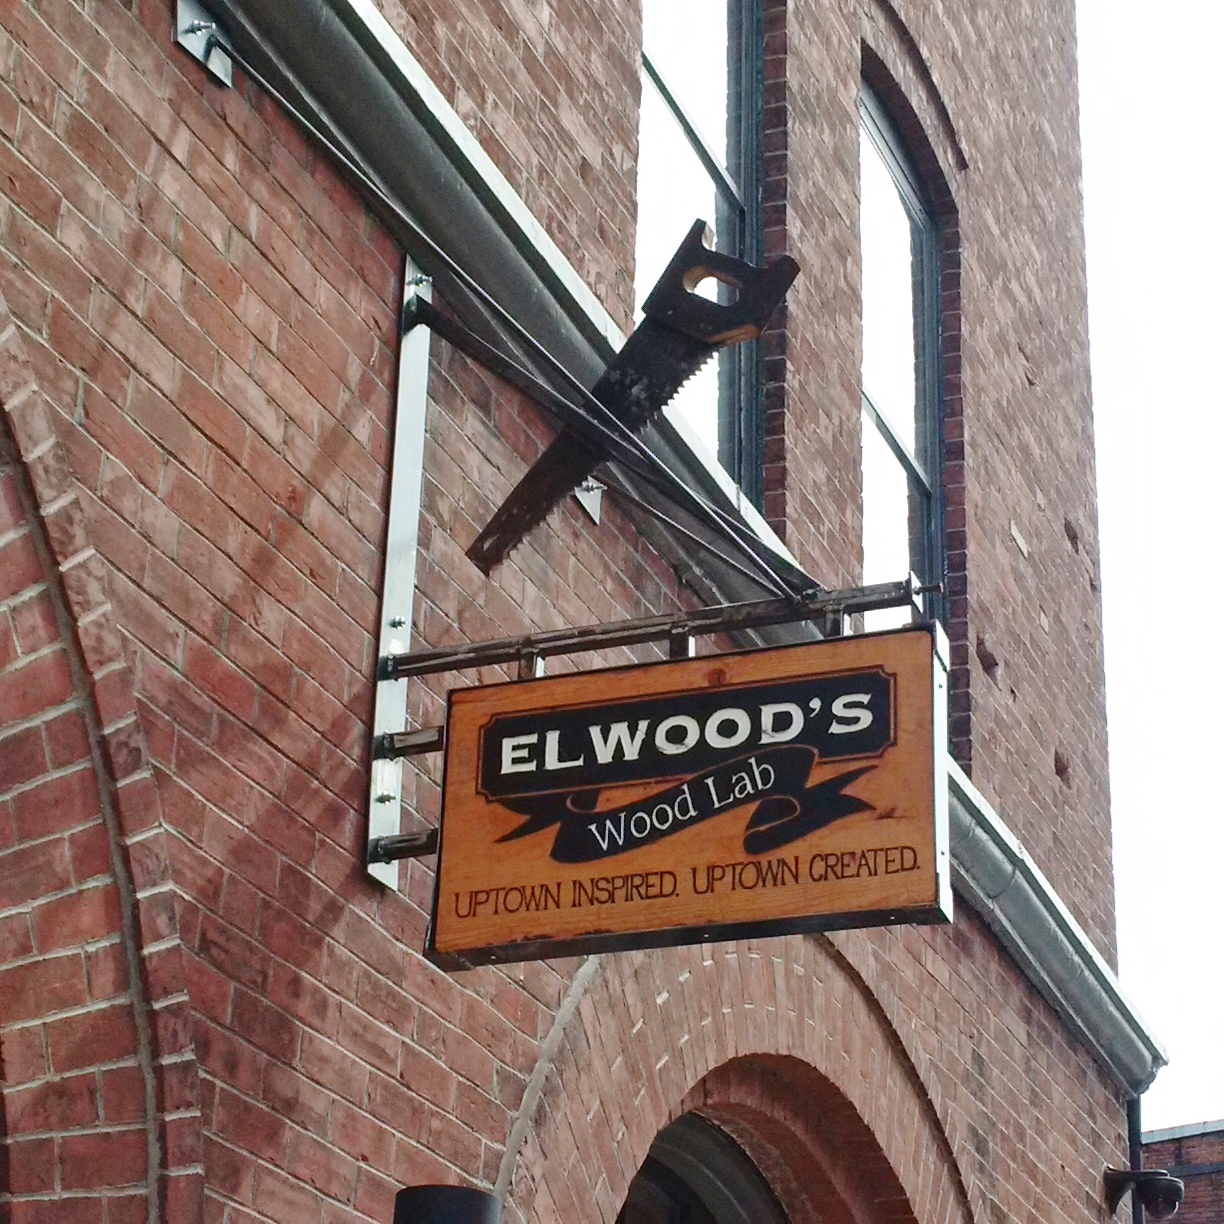 ELWOOD'S
Wood Lab
UPTOWN INSPIRED. UPTOWN CREATED.